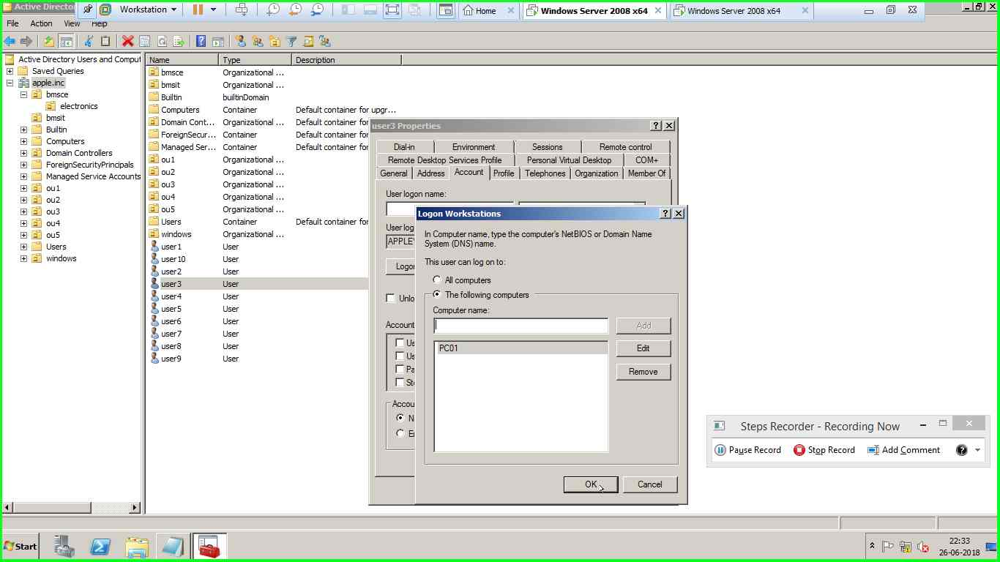 Active Directory
Workstation
Home
Windows Server 2008 x64
Windows Server 2008 x64
File Action View Help
Active Directory Users and Comput
Saved Queries
apple.inc
bmsce
electronics
bmsit
Builtin
Computers
Domain Controllers
ForeignSecurityPrincipals
Managed Service Accounts
ou1
ou2
ou3
ou4
ou5
Users
windows
Name Type Description
bmsce Organizational ...
bmsit Organizational ...
Builtin builtinDomain
Computers Container Default container for upgr...
Domain Cont... Organizational ... Default container for
ForeignSecur... Container Default container for
Managed Ser... Container Default container for
ou1 Organizational ...
ou2 Organizational ...
ou3 Organizational ...
ou4 Organizational ...
ou5 Organizational ...
Users Container Default container for
windows Organizational ...
user1 User
user10 User
user2 User
user3 User
user4 User
user5 User
user6 User
user7 User
user8 User
user9 User
user3 Properties
Dial-in Environment Sessions Remote control
Remote Desktop Services Profile Personal Virtual Desktop COM+
General Address Account Profile Telephones Organization Member Of
User logon name:
User log
APPLE\
Logon
Unlo
Account
Us
Us
Pa
Sto
Accou
N
E
Logon Workstations
In Computer name, type the computer's NetBIOS or Domain Name
System (DNS) name.
This user can log on to:
All computers
The following computers
Computer name:
Add
PC01
Edit
Remove
OK Cancel
Steps Recorder - Recording Now
Pause Record Stop Record Add Comment
Start
22:33
26-06-2018